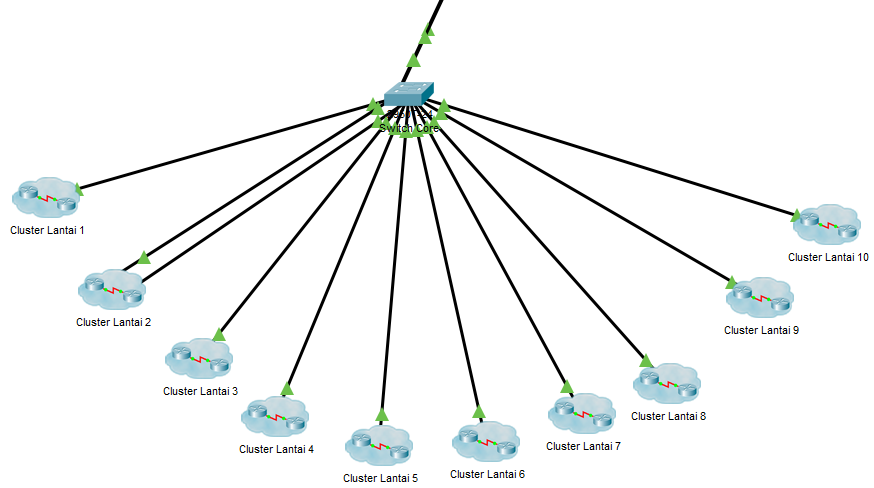 Switch Core
Cluster Lantai 1
Cluster Lantai 10
Cluster Lantai 2
Cluster Lantai 9
Cluster Lantai 3
Cluster Lantai 8
Cluster Lantai 4
Cluster Lantai 7
Cluster Lantai 5
Cluster Lantai 6